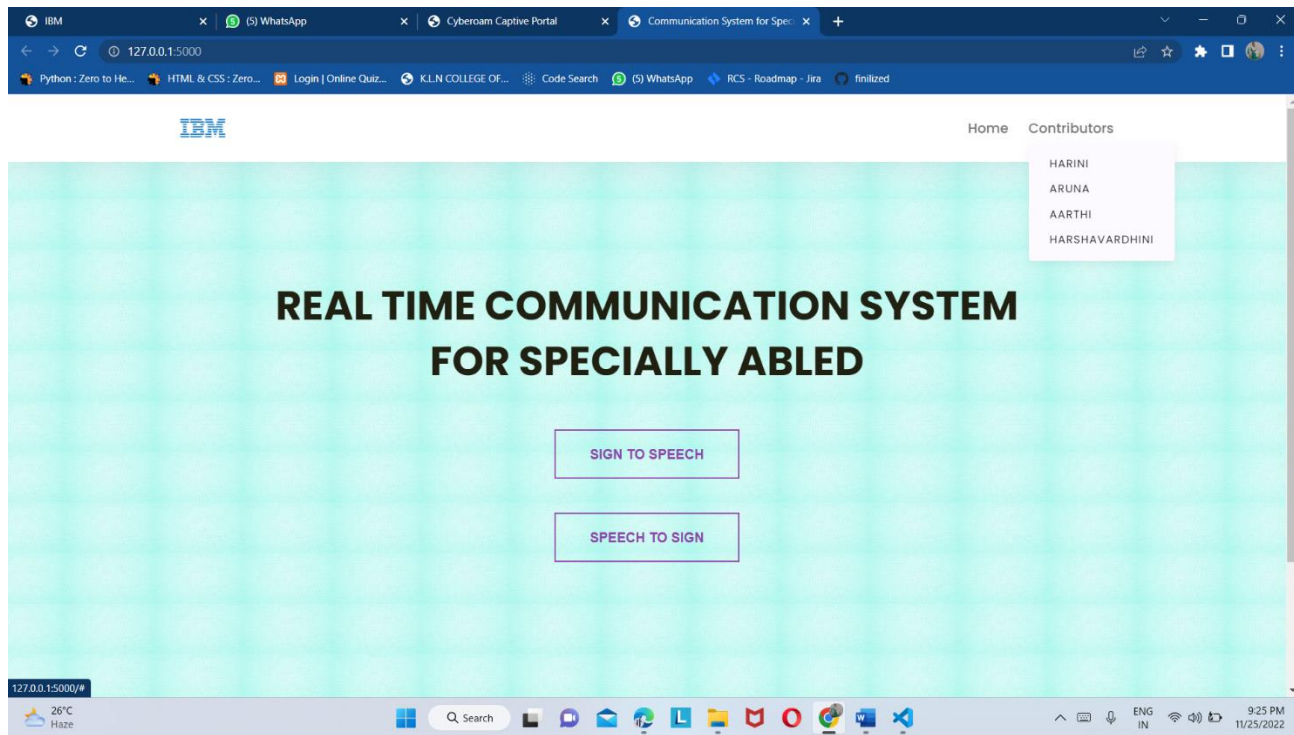 IBM
(5) WhatsApp
Cyberoam Captive Portal
Communication System for Speci
127.0.0.1:5000
Python : Zero to He...
HTML & CSS : Zero...
Login | Online Quiz...
K.L.N COLLEGE OF...
Code Search
(5) WhatsApp
RCS - Roadmap - Jira
finilized
IBM
Home
Contributors
HARINI
ARUNA
AARTHI
HARSHAVARDHINI
REAL TIME COMMUNICATION SYSTEM
FOR SPECIALLY ABLED
SIGN TO SPEECH
SPEECH TO SIGN
127.0.0.1:5000/#
26°C
Haze
Search
ENG
IN
9:25 PM
11/25/2022